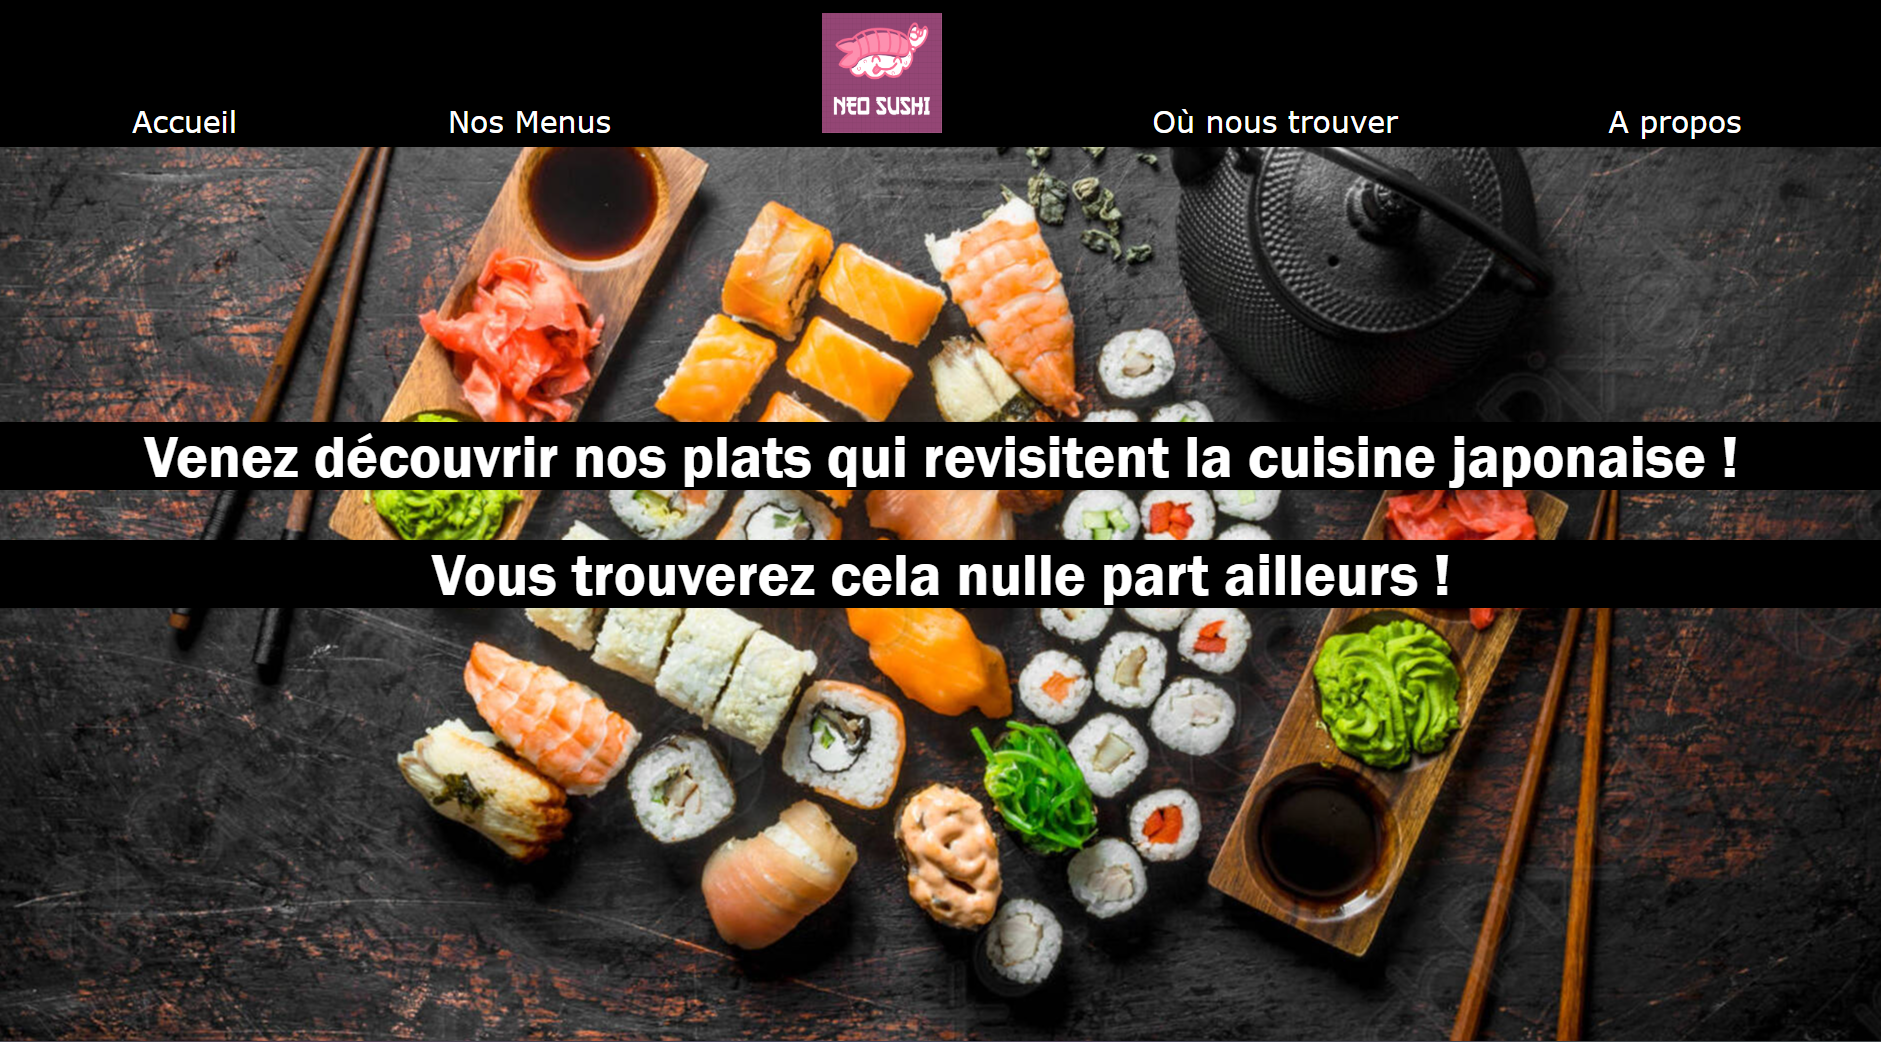 NEO SUSHI
Accueil
Nos Menus
Où nous trouver
A propos
Venez découvrir nos plats qui revisitent la cuisine japonaise !
Vous trouverez cela nulle part ailleurs !